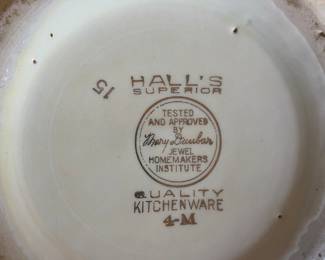 15
HALL'S
SUPERIOR
TESTED
AND APPROVED
BY
Mary Dunbar
JEWEL
HOMEMAKERS
INSTITUTE
QUALITY
KITCHENWARE
4-M